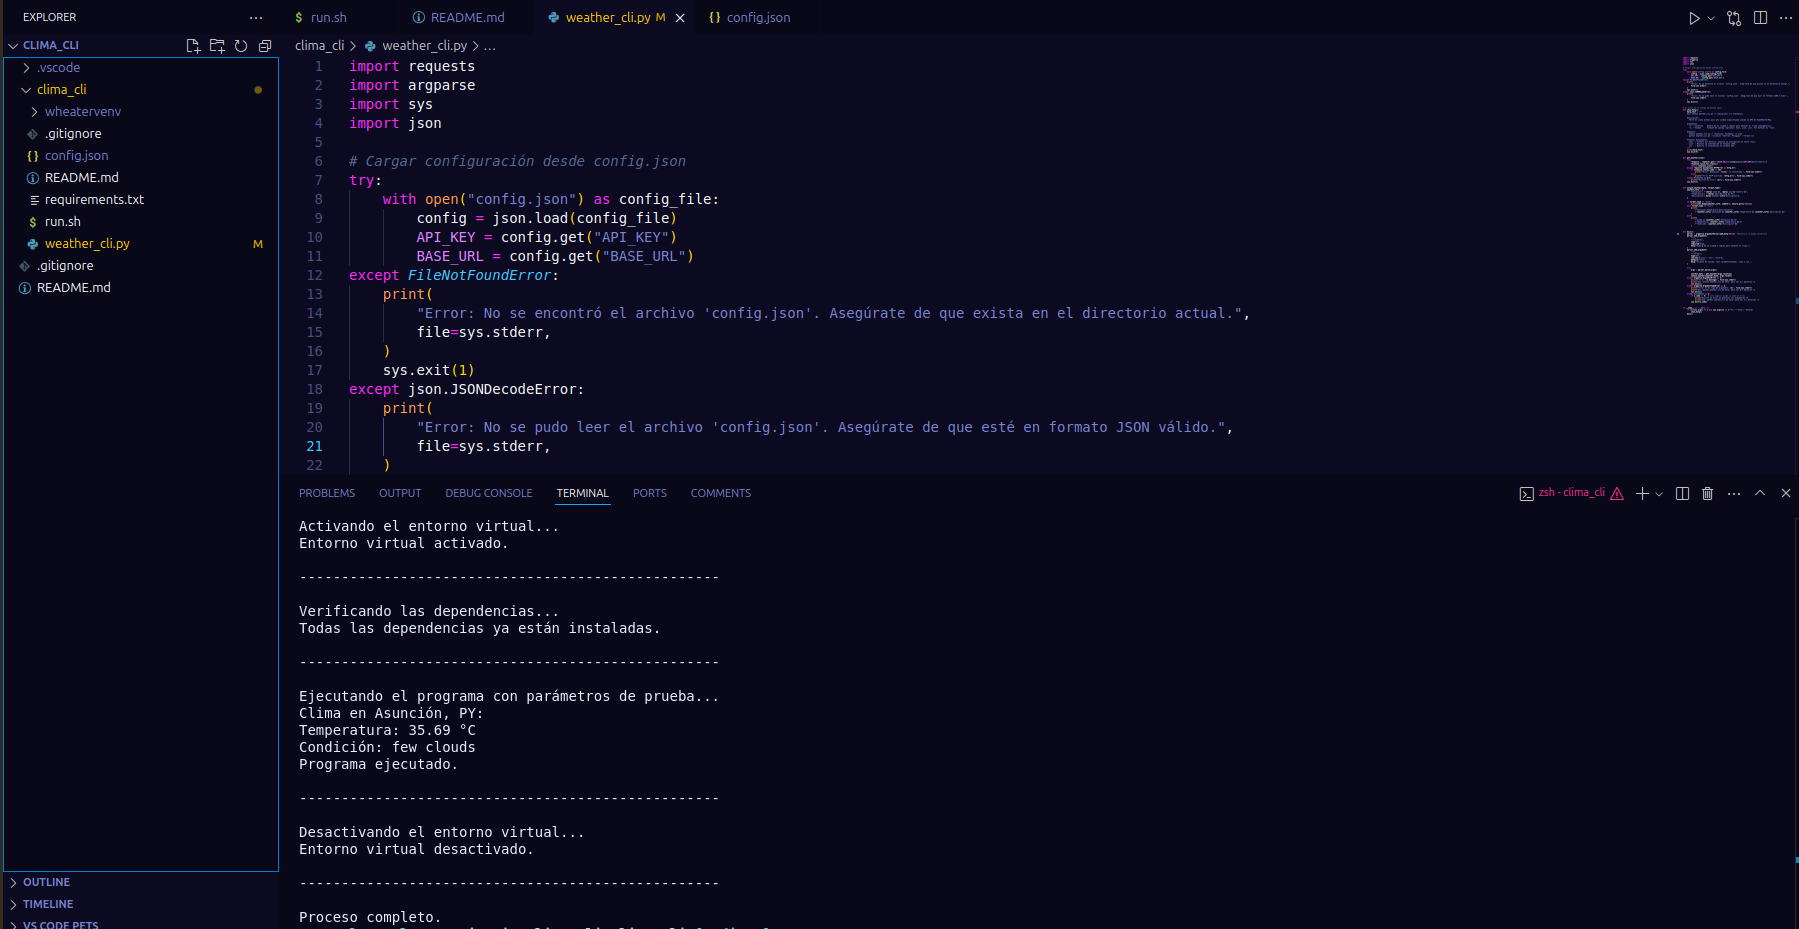 EXPLORER
CLIMA_CLI
.vscode
clima_cli
wheatervenv
.gitignore
config.json
README.md
requirements.txt
run.sh
weather_cli.py M
.gitignore
README.md
OUTLINE
TIMELINE
VS CODE PETS
run.sh
README.md
weather_cli.py M
config.json
clima_cli > weather_cli.py > ...
1 import requests
2 import argparse
3 import sys
4 import json
5
6 # Cargar configuración desde config.json
7 try:
8 with open("config.json") as config_file:
9 config = json.load(config_file)
10 API_KEY = config.get("API_KEY")
11 BASE_URL = config.get("BASE_URL")
12 except FileNotFoundError:
13 print(
14 "Error: No se encontró el archivo 'config.json'. Asegúrate de que exista en el directorio actual.",
15 file=sys.stderr,
16 )
17 sys.exit(1)
18 except json.JSONDecodeError:
19 print(
20 "Error: No se pudo leer el archivo 'config.json'. Asegúrate de que esté en formato JSON válido.",
21 file=sys.stderr,
22 )
PROBLEMS OUTPUT DEBUG CONSOLE TERMINAL PORTS COMMENTS
zsh - clima_cli
Activando el entorno virtual...
Entorno virtual activado.
--------------------------------------------------
Verificando las dependencias...
Todas las dependencias ya están instaladas.
--------------------------------------------------
Ejecutando el programa con parámetros de prueba...
Clima en Asunción, PY:
Temperatura: 35.69 °C
Condición: few clouds
Programa ejecutado.
--------------------------------------------------
Desactivando el entorno virtual...
Entorno virtual desactivado.
--------------------------------------------------
Proceso completo.